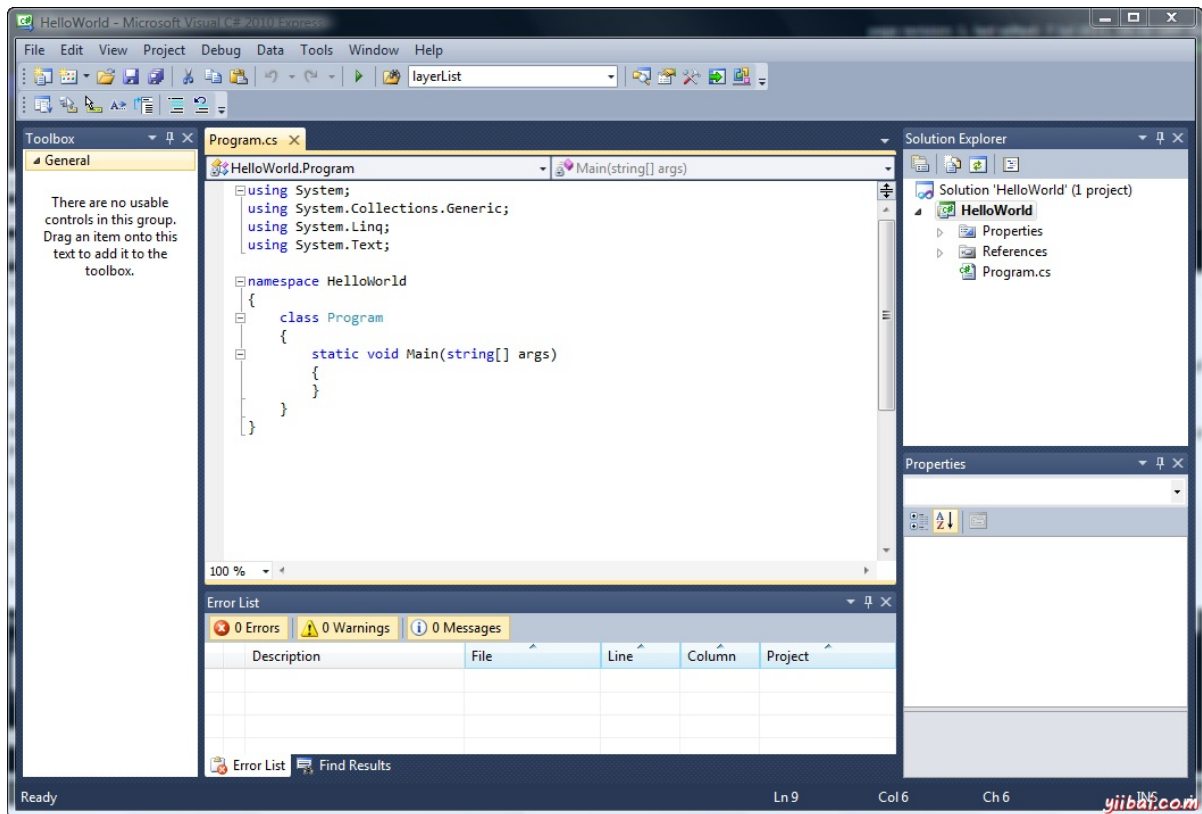 HelloWorld - Microsoft Visual C# 2010 Express
File Edit View Project Debug Data Tools Window Help
layerList
Toolbox
General
There are no usable
controls in this group.
Drag an item onto this
text to add it to the
toolbox.
Program.cs
HelloWorld.Program
Main(string[] args)
using System;
using System.Collections.Generic;
using System.Linq;
using System.Text;
namespace HelloWorld
{
class Program
{
static void Main(string[] args)
{
}
}
}
100 %
Error List
0 Errors 0 Warnings 0 Messages
Description File Line Column Project
Error List Find Results
Solution Explorer
Solution 'HelloWorld' (1 project)
HelloWorld
Properties
References
Program.cs
Properties
Ready Ln 9 Col 6 Ch 6 INS
yiibai.com